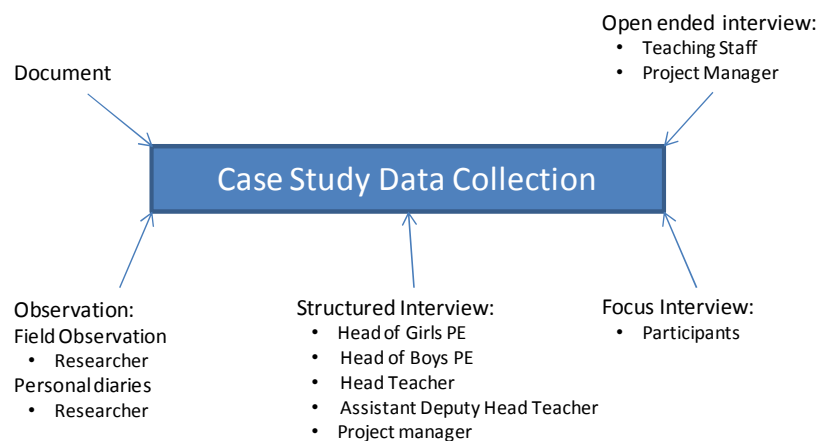 Open ended interview:
• Teaching Staff
• Project Manager
Document
Case Study Data Collection
Observation:
Field Observation
• Researcher
Personal diaries
• Researcher
Structured Interview:
• Head of Girls PE
• Head of Boys PE
• Head Teacher
• Assistant Deputy Head Teacher
• Project manager
Focus Interview:
• Participants